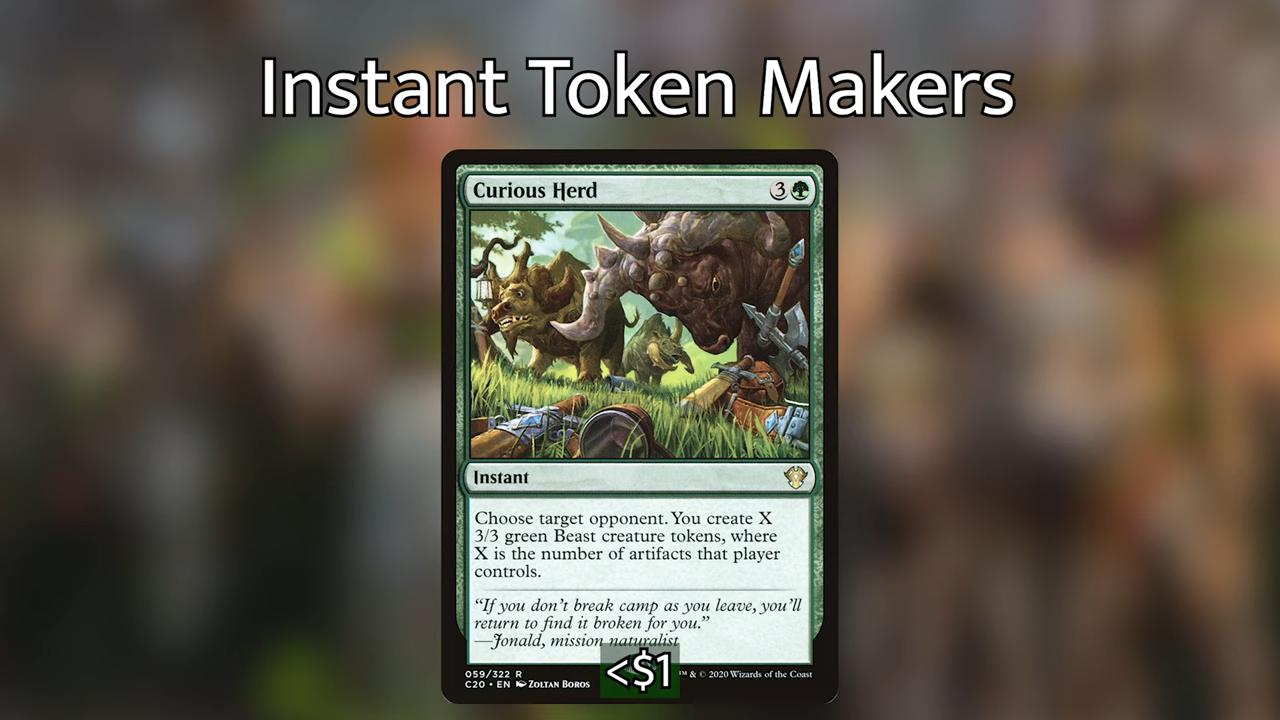 Instant Token Makers
Curious Herd 3
Instant
Choose target opponent. You create X
3/3 green Beast creature tokens, where
X is the number of artifacts that player
controls.
“If you don’t break camp as you leave, you’ll
return to find it broken for you.”
—Jonald, mission naturalist
<$1
059/322 R
C20 • EN Zoltan Boros
™ & © 2020 Wizards of the Coast